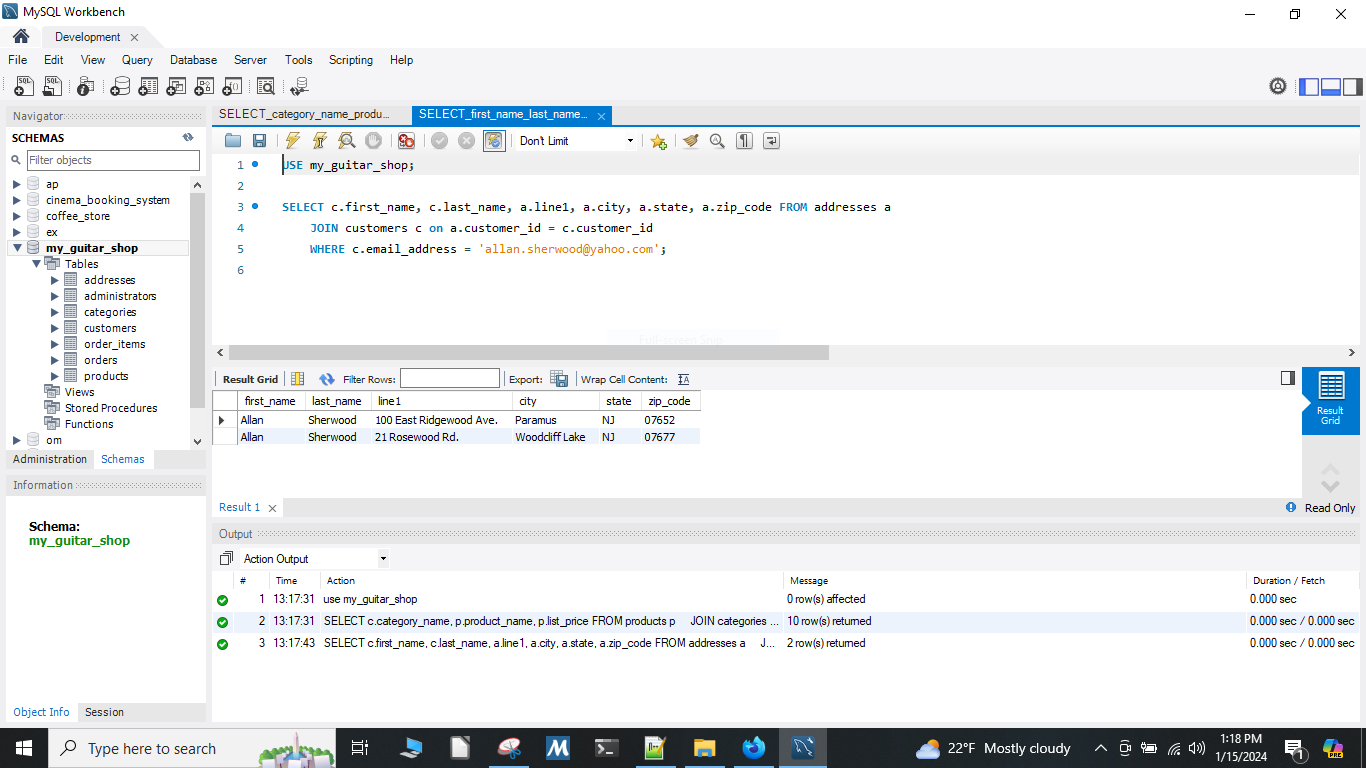 MySQL Workbench
Development
File Edit View Query Database Server Tools Scripting Help
Navigator
SCHEMAS
Filter objects
ap
cinema_booking_system
coffee_store
ex
my_guitar_shop
Tables
addresses
administrators
categories
customers
order_items
orders
products
Views
Stored Procedures
Functions
om
Administration Schemas
Information
Schema:
my_guitar_shop
Object Info Session
SELECT_category_name_produ... SELECT_first_name_last_name...
Don't Limit
1 USE my_guitar_shop;
2
3 SELECT c.first_name, c.last_name, a.line1, a.city, a.state, a.zip_code FROM addresses a
4 JOIN customers c on a.customer_id = c.customer_id
5 WHERE c.email_address = 'allan.sherwood@yahoo.com';
6
Full-screen Snip
Result Grid Filter Rows: Export: Wrap Cell Content:
first_name last_name line1 city state zip_code
Allan Sherwood 100 East Ridgewood Ave. Paramus NJ 07652
Allan Sherwood 21 Rosewood Rd. Woodcliff Lake NJ 07677
Result
Grid
Result 1
Read Only
Output
Action Output
# Time Action Message Duration / Fetch
1 13:17:31 use my_guitar_shop 0 row(s) affected 0.000 sec
2 13:17:31 SELECT c.category_name, p.product_name, p.list_price FROM products p JOIN categories ... 10 row(s) returned 0.000 sec / 0.000 sec
3 13:17:43 SELECT c.first_name, c.last_name, a.line1, a.city, a.state, a.zip_code FROM addresses a J... 2 row(s) returned 0.000 sec / 0.000 sec
Type here to search
22°F Mostly cloudy
1:18 PM
1/15/2024
1
PRE